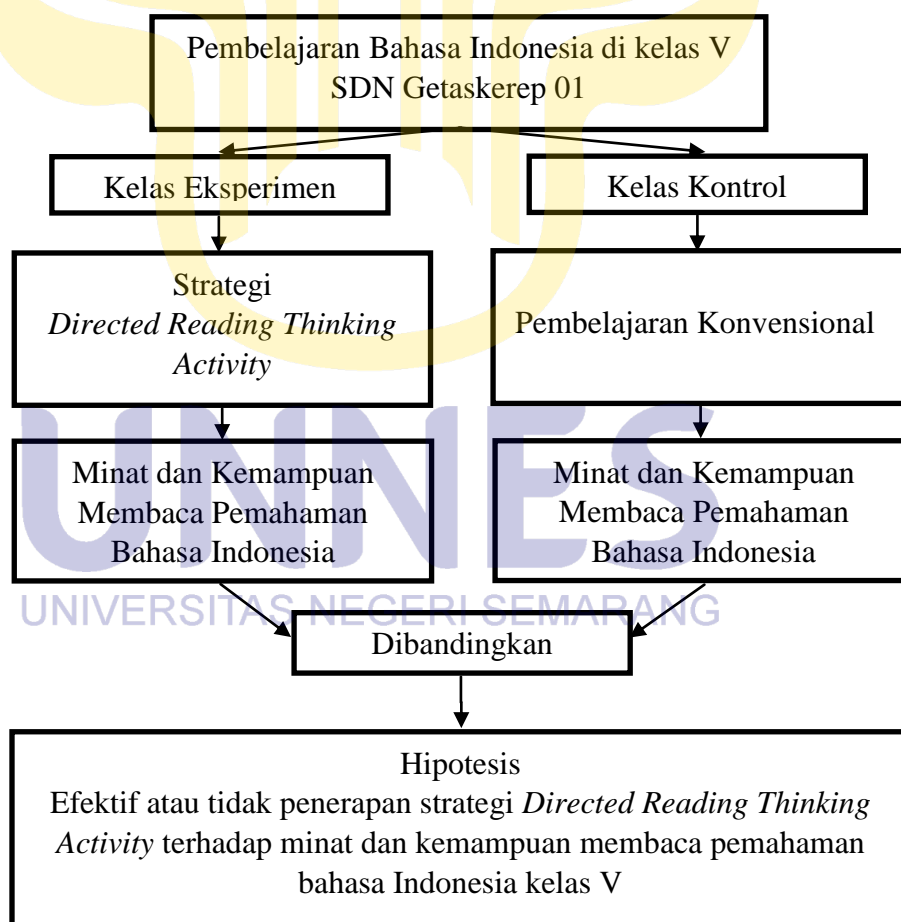 Pembelajaran Bahasa Indonesia di kelas V
SDN Getaskerep 01
Kelas Eksperimen
Kelas Kontrol
Strategi
Directed Reading Thinking
Activity
Pembelajaran Konvensional
Minat dan Kemampuan
Membaca Pemahaman
Bahasa Indonesia
Minat dan Kemampuan
Membaca Pemahaman
Bahasa Indonesia
UNNES
UNIVERSITAS NEGERI SEMARANG
Dibandingkan
Hipotesis
Efektif atau tidak penerapan strategi Directed Reading Thinking
Activity terhadap minat dan kemampuan membaca pemahaman
bahasa Indonesia kelas V